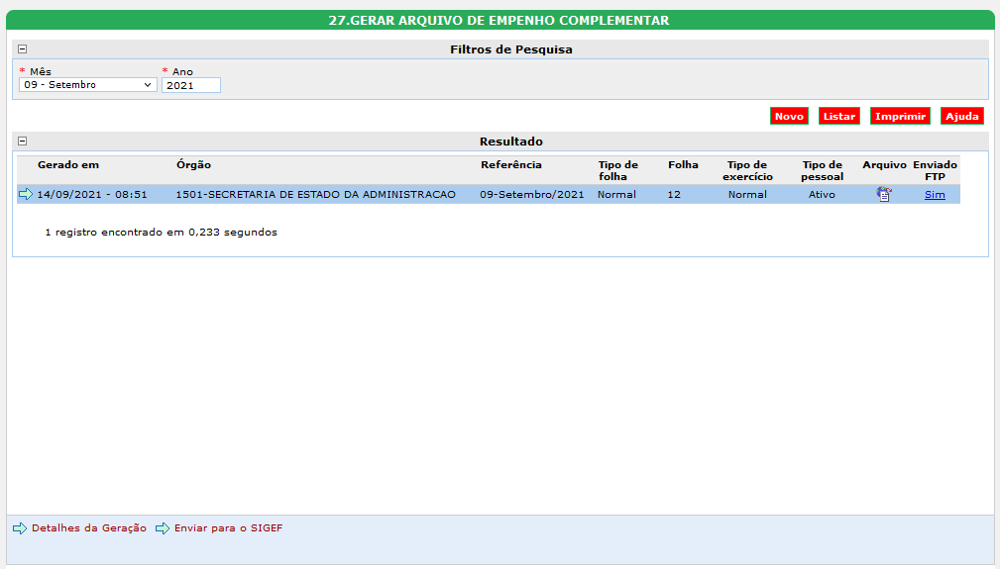 27.GERAR ARQUIVO DE EMPENHO COMPLEMENTAR
Filtros de Pesquisa
* Mês * Ano
09 - Setembro 2021
Novo Listar Imprimir Ajuda
Resultado
Gerado em Órgão Referência Tipo de folha Folha Tipo de exercício Tipo de pessoal Arquivo Enviado FTP
14/09/2021 - 08:51 1501-SECRETARIA DE ESTADO DA ADMINISTRACAO 09-Setembro/2021 Normal 12 Normal Ativo Sim
1 registro encontrado em 0,233 segundos
Detalhes da Geração Enviar para o SIGEF